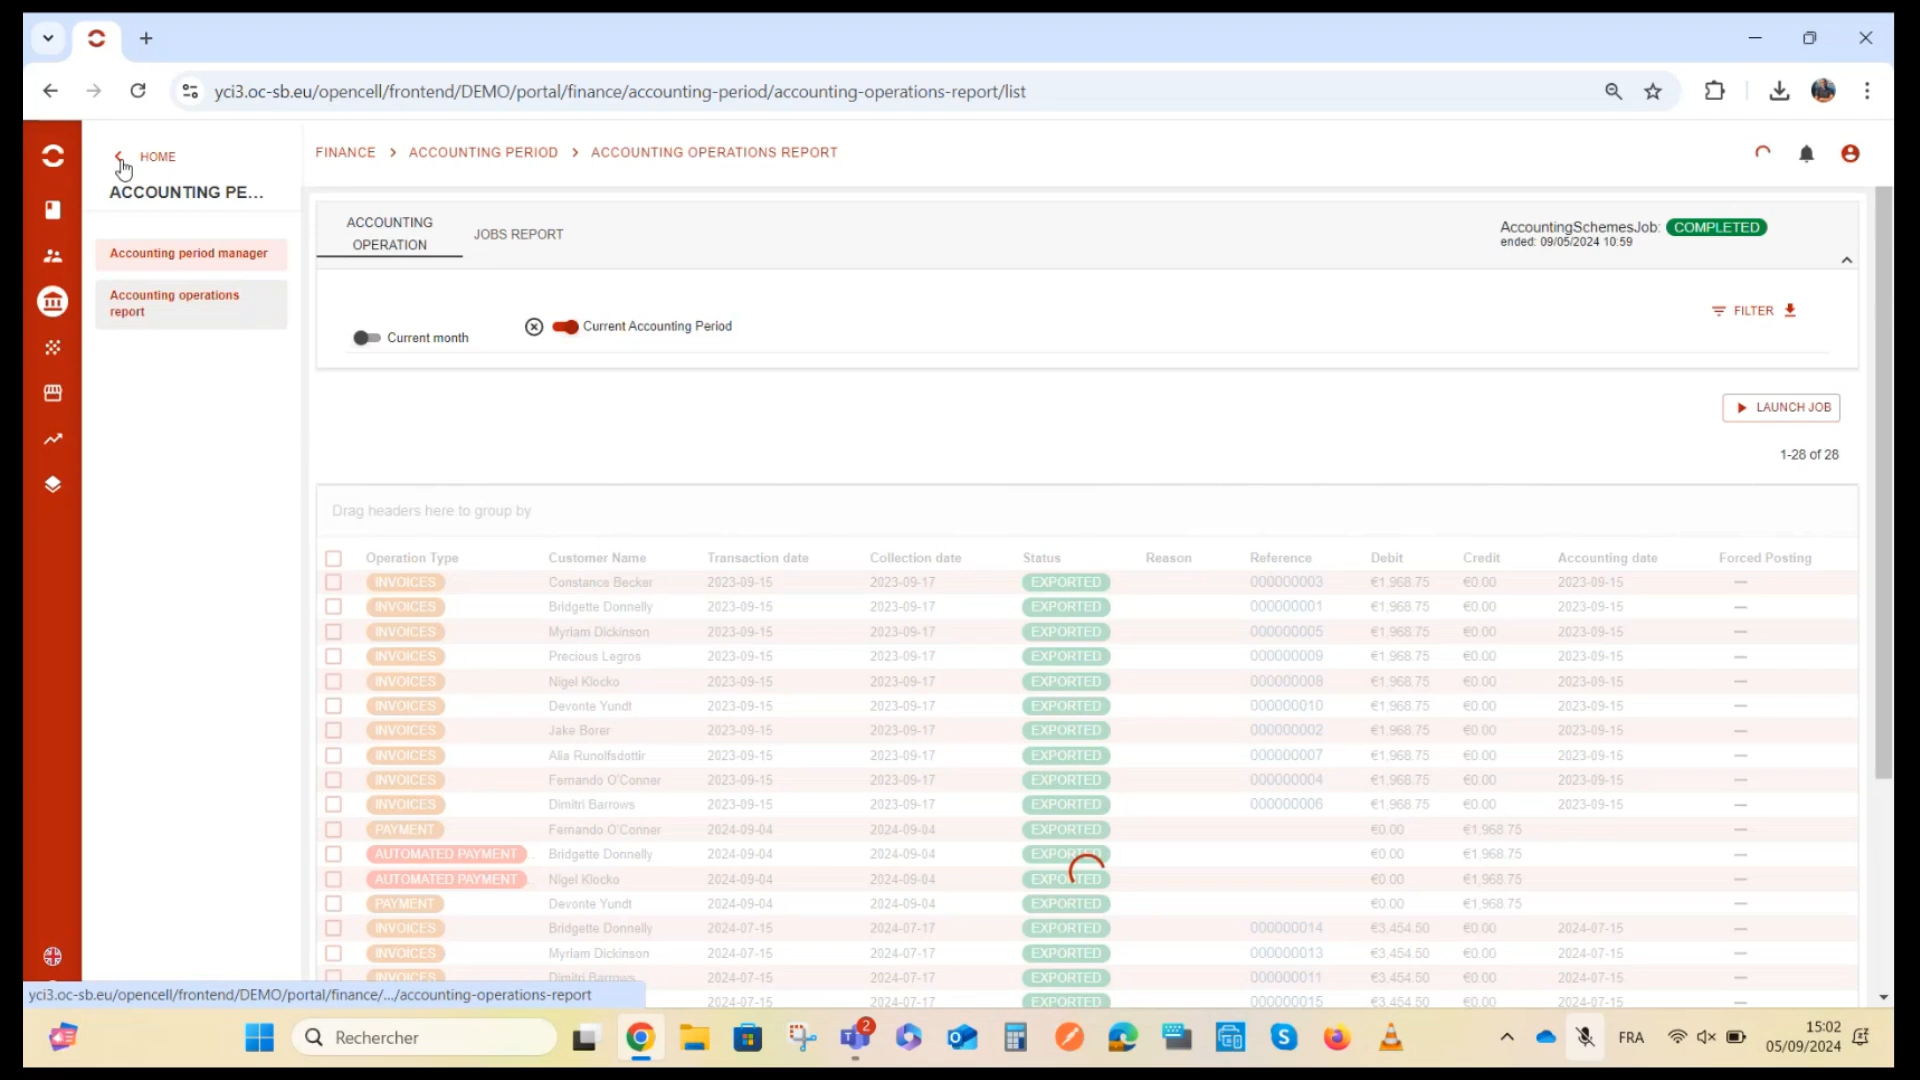 yci3.oc-sb.eu/opencell/frontend/DEMO/portal/finance/accounting-period/accounting-operations-report/list
HOME
ACCOUNTING PE...
Accounting period manager
Accounting operations
report
FINANCE > ACCOUNTING PERIOD > ACCOUNTING OPERATIONS REPORT
ACCOUNTING
OPERATION
JOBS REPORT
AccountingSchemesJob: COMPLETED
ended: 09/05/2024 10:59
Current month
Current Accounting Period
FILTER
LAUNCH JOB
1-28 of 28
Drag headers here to group by
Operation Type Customer Name Transaction date Collection date Status Reason Reference Debit Credit Accounting date Forced Posting
INVOICES Constance Becker 2023-09-15 2023-09-17 EXPORTED 000000003 €1,968.75 €0.00 2023-09-15 —
INVOICES Bridgette Donnelly 2023-09-15 2023-09-17 EXPORTED 000000001 €1,968.75 €0.00 2023-09-15 —
INVOICES Myriam Dickinson 2023-09-15 2023-09-17 EXPORTED 000000005 €1,968.75 €0.00 2023-09-15 —
INVOICES Precious Legros 2023-09-15 2023-09-17 EXPORTED 000000009 €1,968.75 €0.00 2023-09-15 —
INVOICES Nigel Klocko 2023-09-15 2023-09-17 EXPORTED 000000008 €1,968.75 €0.00 2023-09-15 —
INVOICES Devonte Yundt 2023-09-15 2023-09-17 EXPORTED 000000010 €1,968.75 €0.00 2023-09-15 —
INVOICES Jake Borer 2023-09-15 2023-09-17 EXPORTED 000000002 €1,968.75 €0.00 2023-09-15 —
INVOICES Alia Runolfsdottir 2023-09-15 2023-09-17 EXPORTED 000000007 €1,968.75 €0.00 2023-09-15 —
INVOICES Fernando O'Conner 2023-09-15 2023-09-17 EXPORTED 000000004 €1,968.75 €0.00 2023-09-15 —
INVOICES Dimitri Barrows 2023-09-15 2023-09-17 EXPORTED 000000006 €1,968.75 €0.00 2023-09-15 —
PAYMENT Fernando O'Conner 2024-09-04 2024-09-04 EXPORTED €0.00 €1,968.75 —
AUTOMATED PAYMENT Bridgette Donnelly 2024-09-04 2024-09-04 EXPORTED €0.00 €1,968.75 —
AUTOMATED PAYMENT Nigel Klocko 2024-09-04 2024-09-04 EXPORTED €0.00 €1,968.75 —
PAYMENT Devonte Yundt 2024-09-04 2024-09-04 EXPORTED €0.00 €1,968.75 —
INVOICES Bridgette Donnelly 2024-07-15 2024-07-17 EXPORTED 000000014 €3,454.50 €0.00 2024-07-15 —
INVOICES Myriam Dickinson 2024-07-15 2024-07-17 EXPORTED 000000013 €3,454.50 €0.00 2024-07-15 —
INVOICES Dimitri Barrows 2024-07-15 2024-07-17 EXPORTED 000000011 €3,454.50 €0.00 2024-07-15 —
2024-07-15 2024-07-17 EXPORTED 000000015 €3,454.50 €0.00 2024-07-15 —
yci3.oc-sb.eu/opencell/frontend/DEMO/portal/finance/.../accounting-operations-report
Rechercher
2
FRA
15:02
05/09/2024